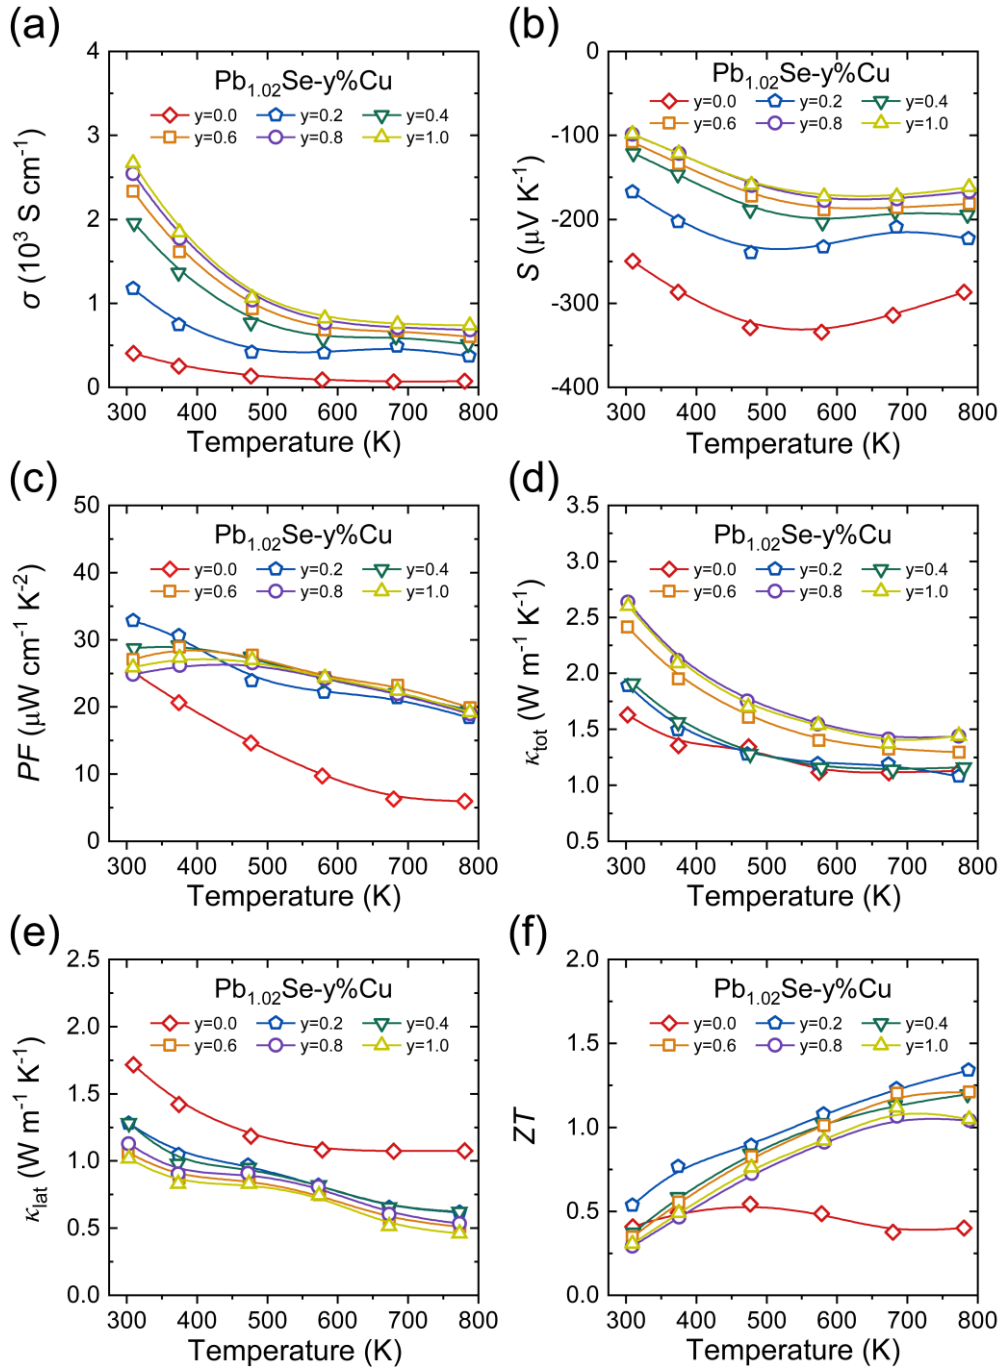 (a)
Pb1.02Se-y%Cu
y=0.0 y=0.2 y=0.4
y=0.6 y=0.8 y=1.0
σ (10³ S cm⁻¹)
4
3
2
1
0
300 400 500 600 700 800
Temperature (K)
(b)
Pb1.02Se-y%Cu
y=0.0 y=0.2 y=0.4
y=0.6 y=0.8 y=1.0
S (μV K⁻¹)
0
-100
-200
-300
-400
300 400 500 600 700 800
Temperature (K)
(c)
Pb1.02Se-y%Cu
y=0.0 y=0.2 y=0.4
y=0.6 y=0.8 y=1.0
PF (μW cm⁻¹ K⁻²)
50
40
30
20
10
0
300 400 500 600 700 800
Temperature (K)
(d)
Pb1.02Se-y%Cu
y=0.0 y=0.2 y=0.4
y=0.6 y=0.8 y=1.0
κtot (W m⁻¹ K⁻¹)
3.5
3.0
2.5
2.0
1.5
1.0
0.5
300 400 500 600 700 800
Temperature (K)
(e)
Pb1.02Se-y%Cu
y=0.0 y=0.2 y=0.4
y=0.6 y=0.8 y=1.0
κlat (W m⁻¹ K⁻¹)
2.5
2.0
1.5
1.0
0.5
0.0
300 400 500 600 700 800
Temperature (K)
(f)
Pb1.02Se-y%Cu
y=0.0 y=0.2 y=0.4
y=0.6 y=0.8 y=1.0
ZT
2.0
1.5
1.0
0.5
0.0
300 400 500 600 700 800
Temperature (K)